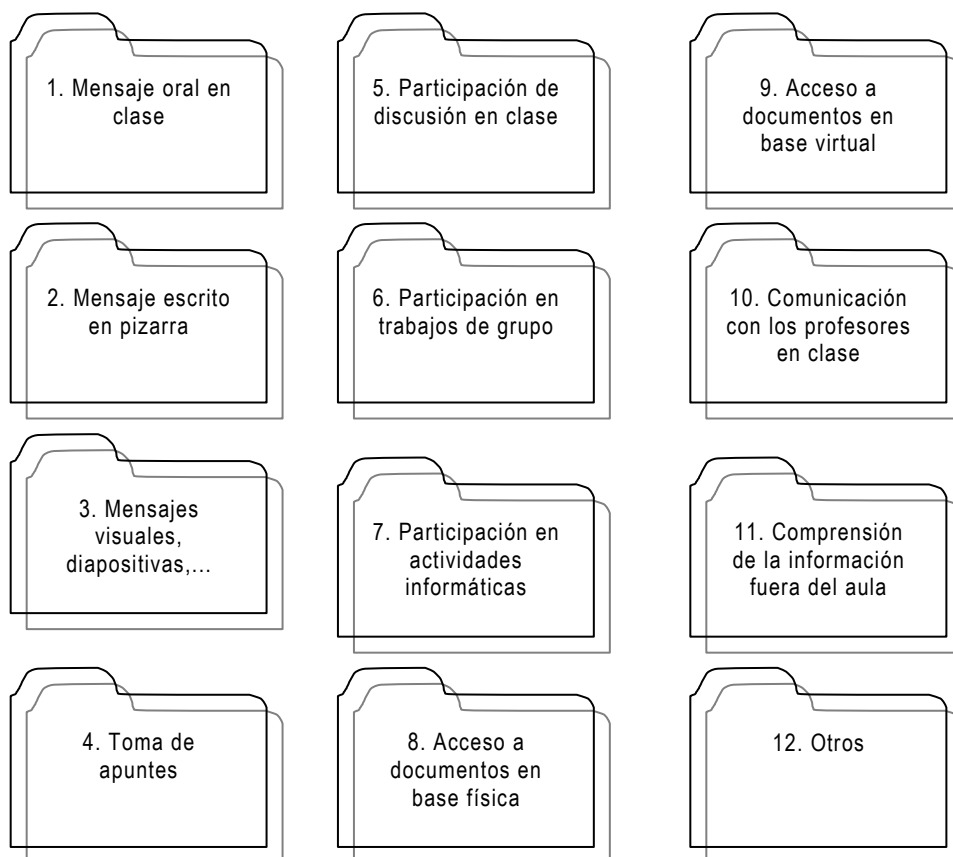 1. Mensaje oral en
clase
2. Mensaje escrito
en pizarra
3. Mensajes
visuales,
diapositivas,...
4. Toma de
apuntes
5. Participación de
discusión en clase
6. Participación en
trabajos de grupo
7. Participación en
actividades
informáticas
8. Acceso a
documentos en
base física
9. Acceso a
documentos en
base virtual
10. Comunicación
con los profesores
en clase
11. Comprensión
de la información
fuera del aula
12. Otros